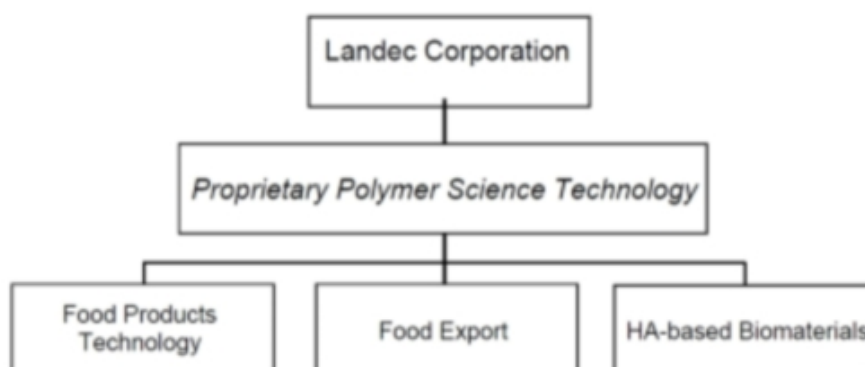 Landec Corporation
Proprietary Polymer Science Technology
Food Products
Technology
Food Export
HA-based Biomaterials